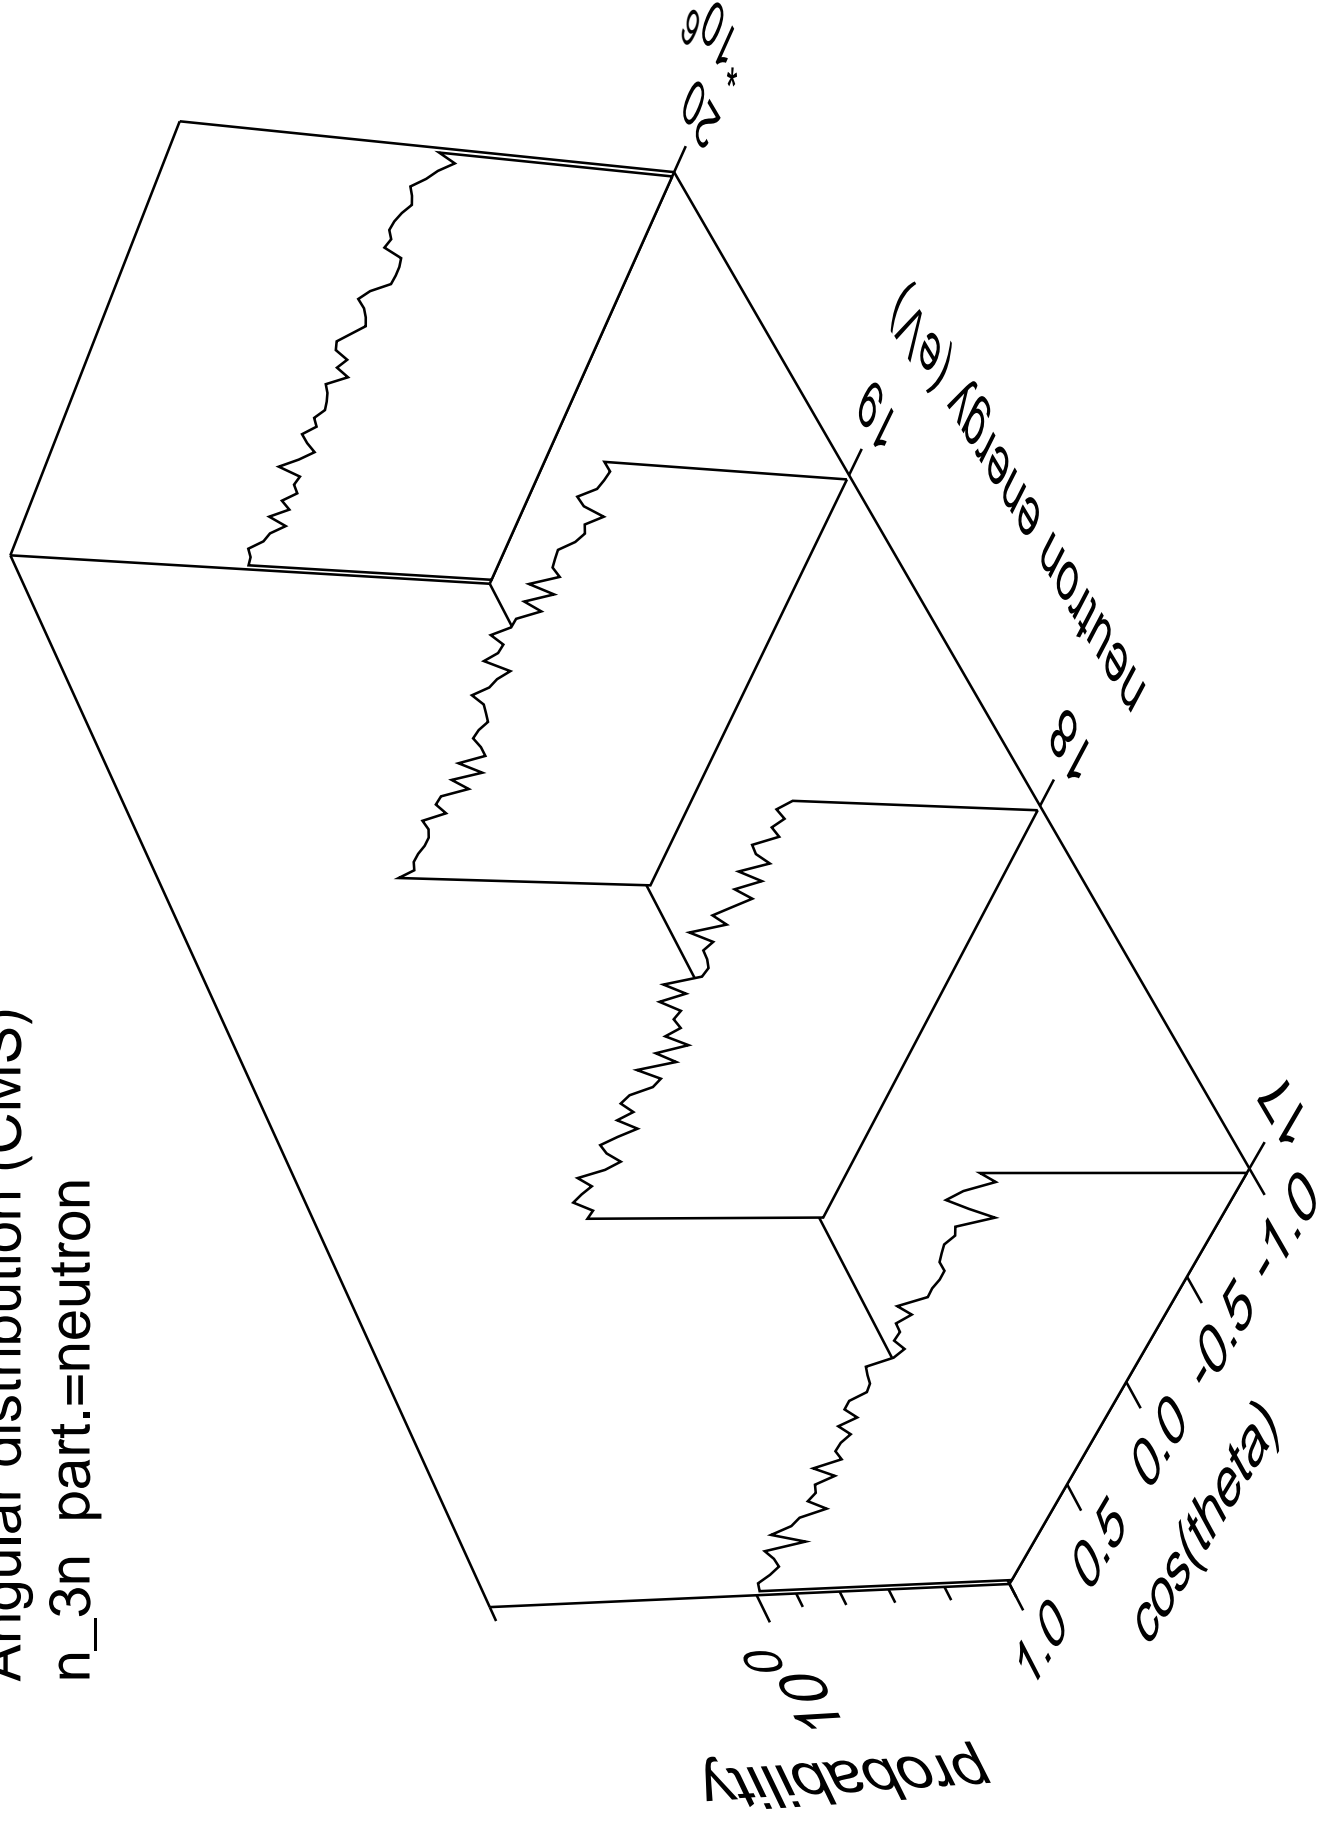 Angular distribution (CMS)
n_3n part.=neutron
probability
10^0
1.0 0.5 0.0 -0.5 -1.0
cos(theta)
17 18 19 20 * 10^6
neutron energy (eV)